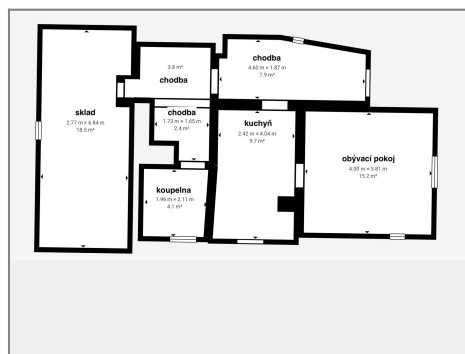 chodba
4.60 m × 1.87 m
7.9 m²
3.8 m²
chodba
sklad
2.77 m × 6.84 m
18.5 m²
chodba
1.73 m × 1.65 m
2.4 m²
kuchyň
2.42 m × 4.04 m
9.7 m²
obývací pokoj
4.00 m × 3.81 m
15.2 m²
koupelna
1.96 m × 2.11 m
4.1 m²